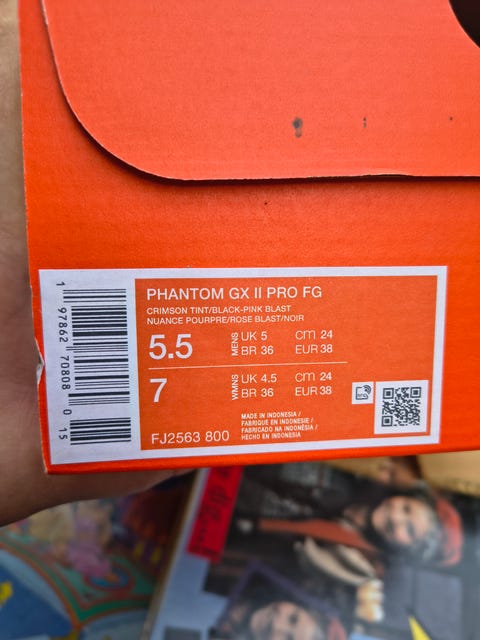 PHANTOM GX II PRO FG
CRIMSON TINT/BLACK-PINK BLAST
NUANCE POURPRE/ROSE BLAST/NOIR
5.5 MENS UK 5 cm 24
BR 36 EUR 38
7 WMNS UK 4.5 cm 24
BR 36 EUR 38
MADE IN INDONESIA /
FABRIQUE EN INDONESIE /
FABRICADO NA INDONÉSIA /
HECHO EN INDONESIA
FJ2563 800
1 97862 70808 0 15